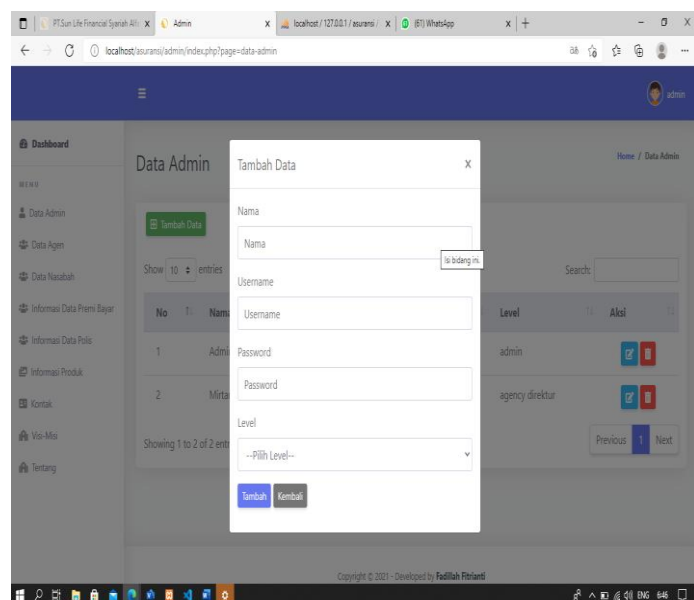 PT.Sun Life Financial Syariah Ali
Admin
localhost / 127.0.0.1 / asuransi /
(61) WhatsApp
localhost/asuransi/admin/index.php?page=data-admin
admin
Dashboard
MENU
Data Admin
Data Agen
Data Nasabah
Informasi Data Premi Bayar
Informasi Data Polis
Informasi Produk
Kontak
Visi-Misi
Tentang
Data Admin
Home / Data Admin
Tambah Data
Show 10 entries
Search:
No Nama Level Aksi
1 Admi admin
2 Mirta agency direktur
Showing 1 to 2 of 2 entr
Previous 1 Next
Tambah Data X
Nama
Nama
Isi bidang ini.
Username
Username
Password
Password
Level
--Pilih Level--
Tambah Kembali
Copyright © 2021 - Developed by Fadillah Fitrianti
ENG 6:46